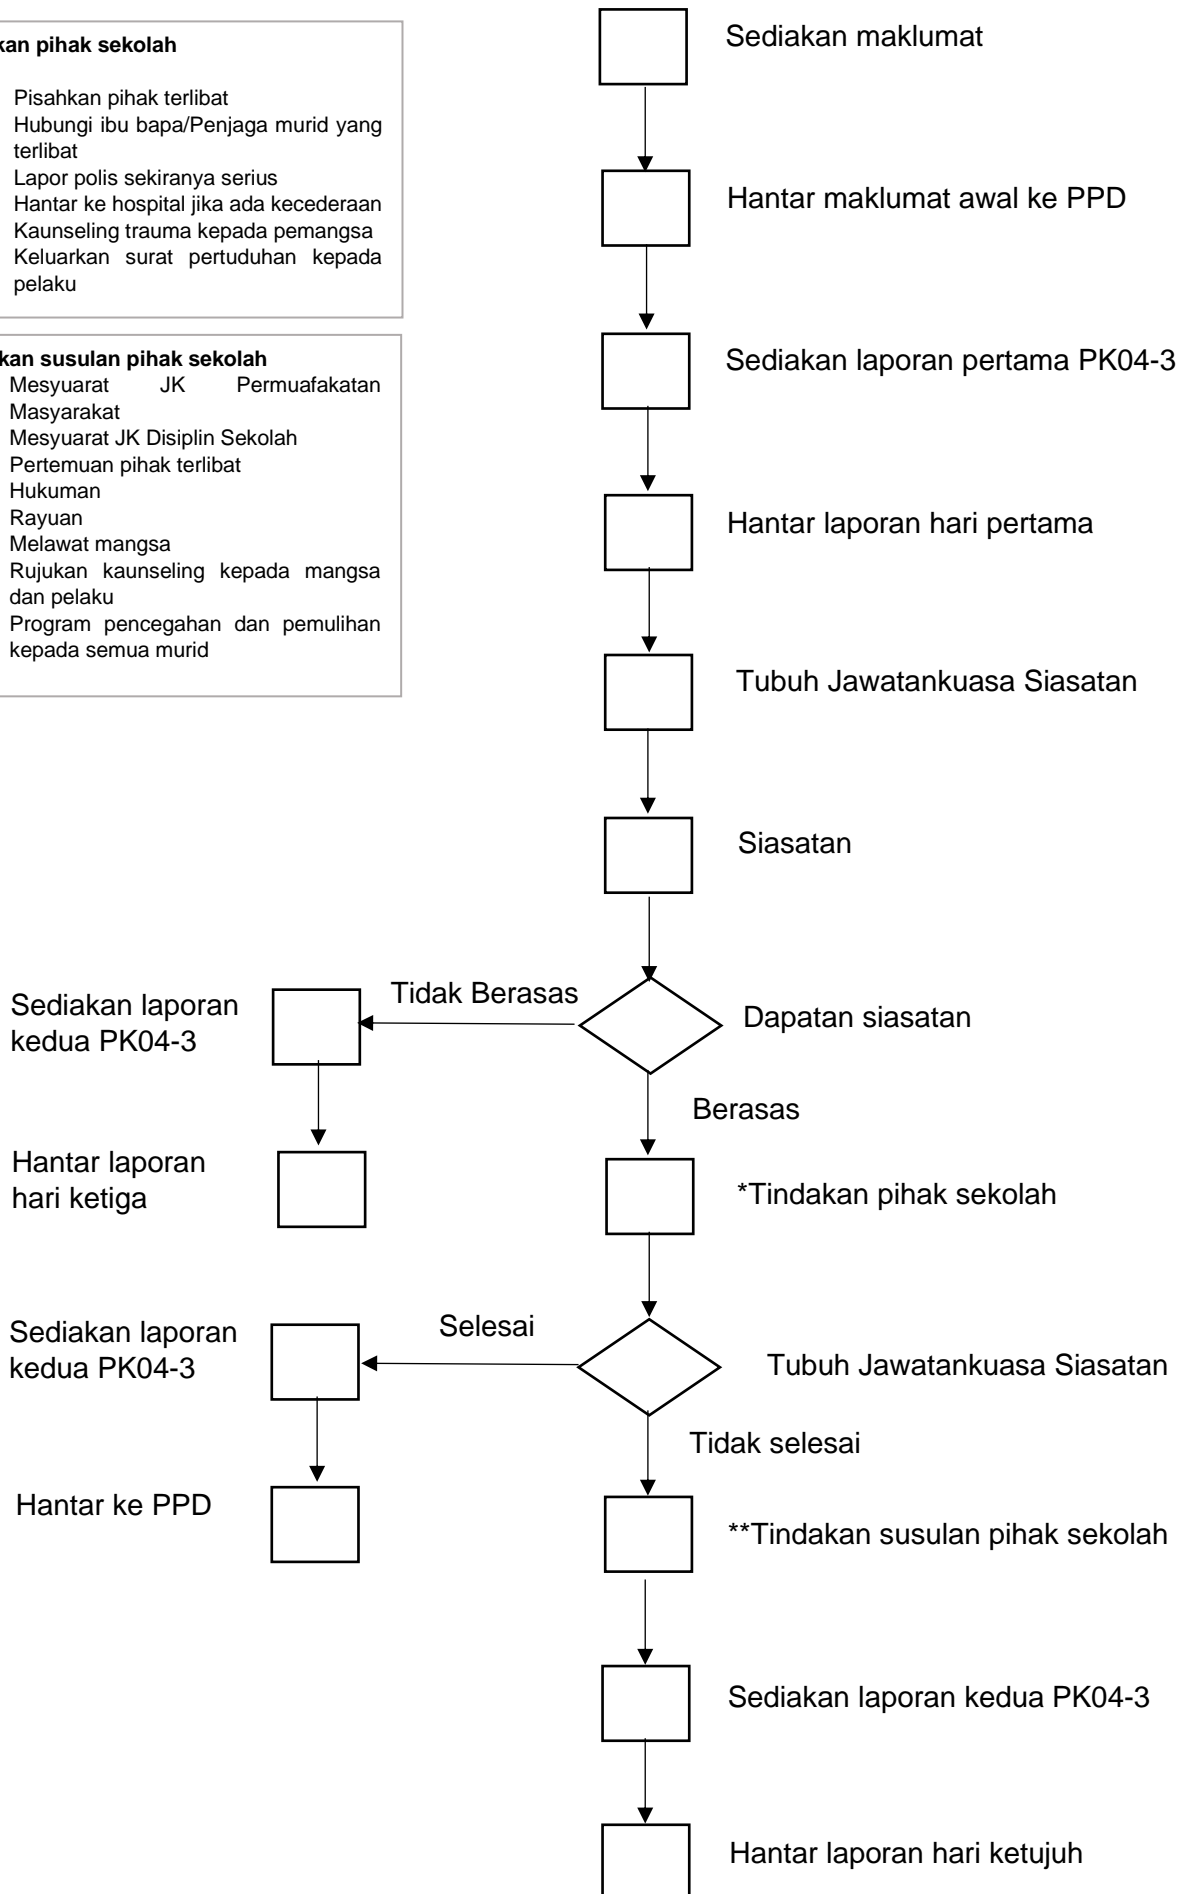 kan pihak sekolah
Pisahkan pihak terlibat
Hubungi ibu bapa/Penjaga murid yang
terlibat
Lapor polis sekiranya serius
Hantar ke hospital jika ada kecederaan
Kaunseling trauma kepada pemangsa
Keluarkan surat pertuduhan kepada
pelaku
kan susulan pihak sekolah
Mesyuarat JK Permuafakatan
Masyarakat
Mesyuarat JK Disiplin Sekolah
Pertemuan pihak terlibat
Hukuman
Rayuan
Melawat mangsa
Rujukan kaunseling kepada mangsa
dan pelaku
Program pencegahan dan pemulihan
kepada semua murid
Sediakan maklumat
Hantar maklumat awal ke PPD
Sediakan laporan pertama PK04-3
Hantar laporan hari pertama
Tubuh Jawatankuasa Siasatan
Siasatan
Dapatan siasatan
Tidak Berasas
Sediakan laporan
kedua PK04-3
Hantar laporan
hari ketiga
Berasas
*Tindakan pihak sekolah
Tubuh Jawatankuasa Siasatan
Selesai
Sediakan laporan
kedua PK04-3
Hantar ke PPD
Tidak selesai
**Tindakan susulan pihak sekolah
Sediakan laporan kedua PK04-3
Hantar laporan hari ketujuh